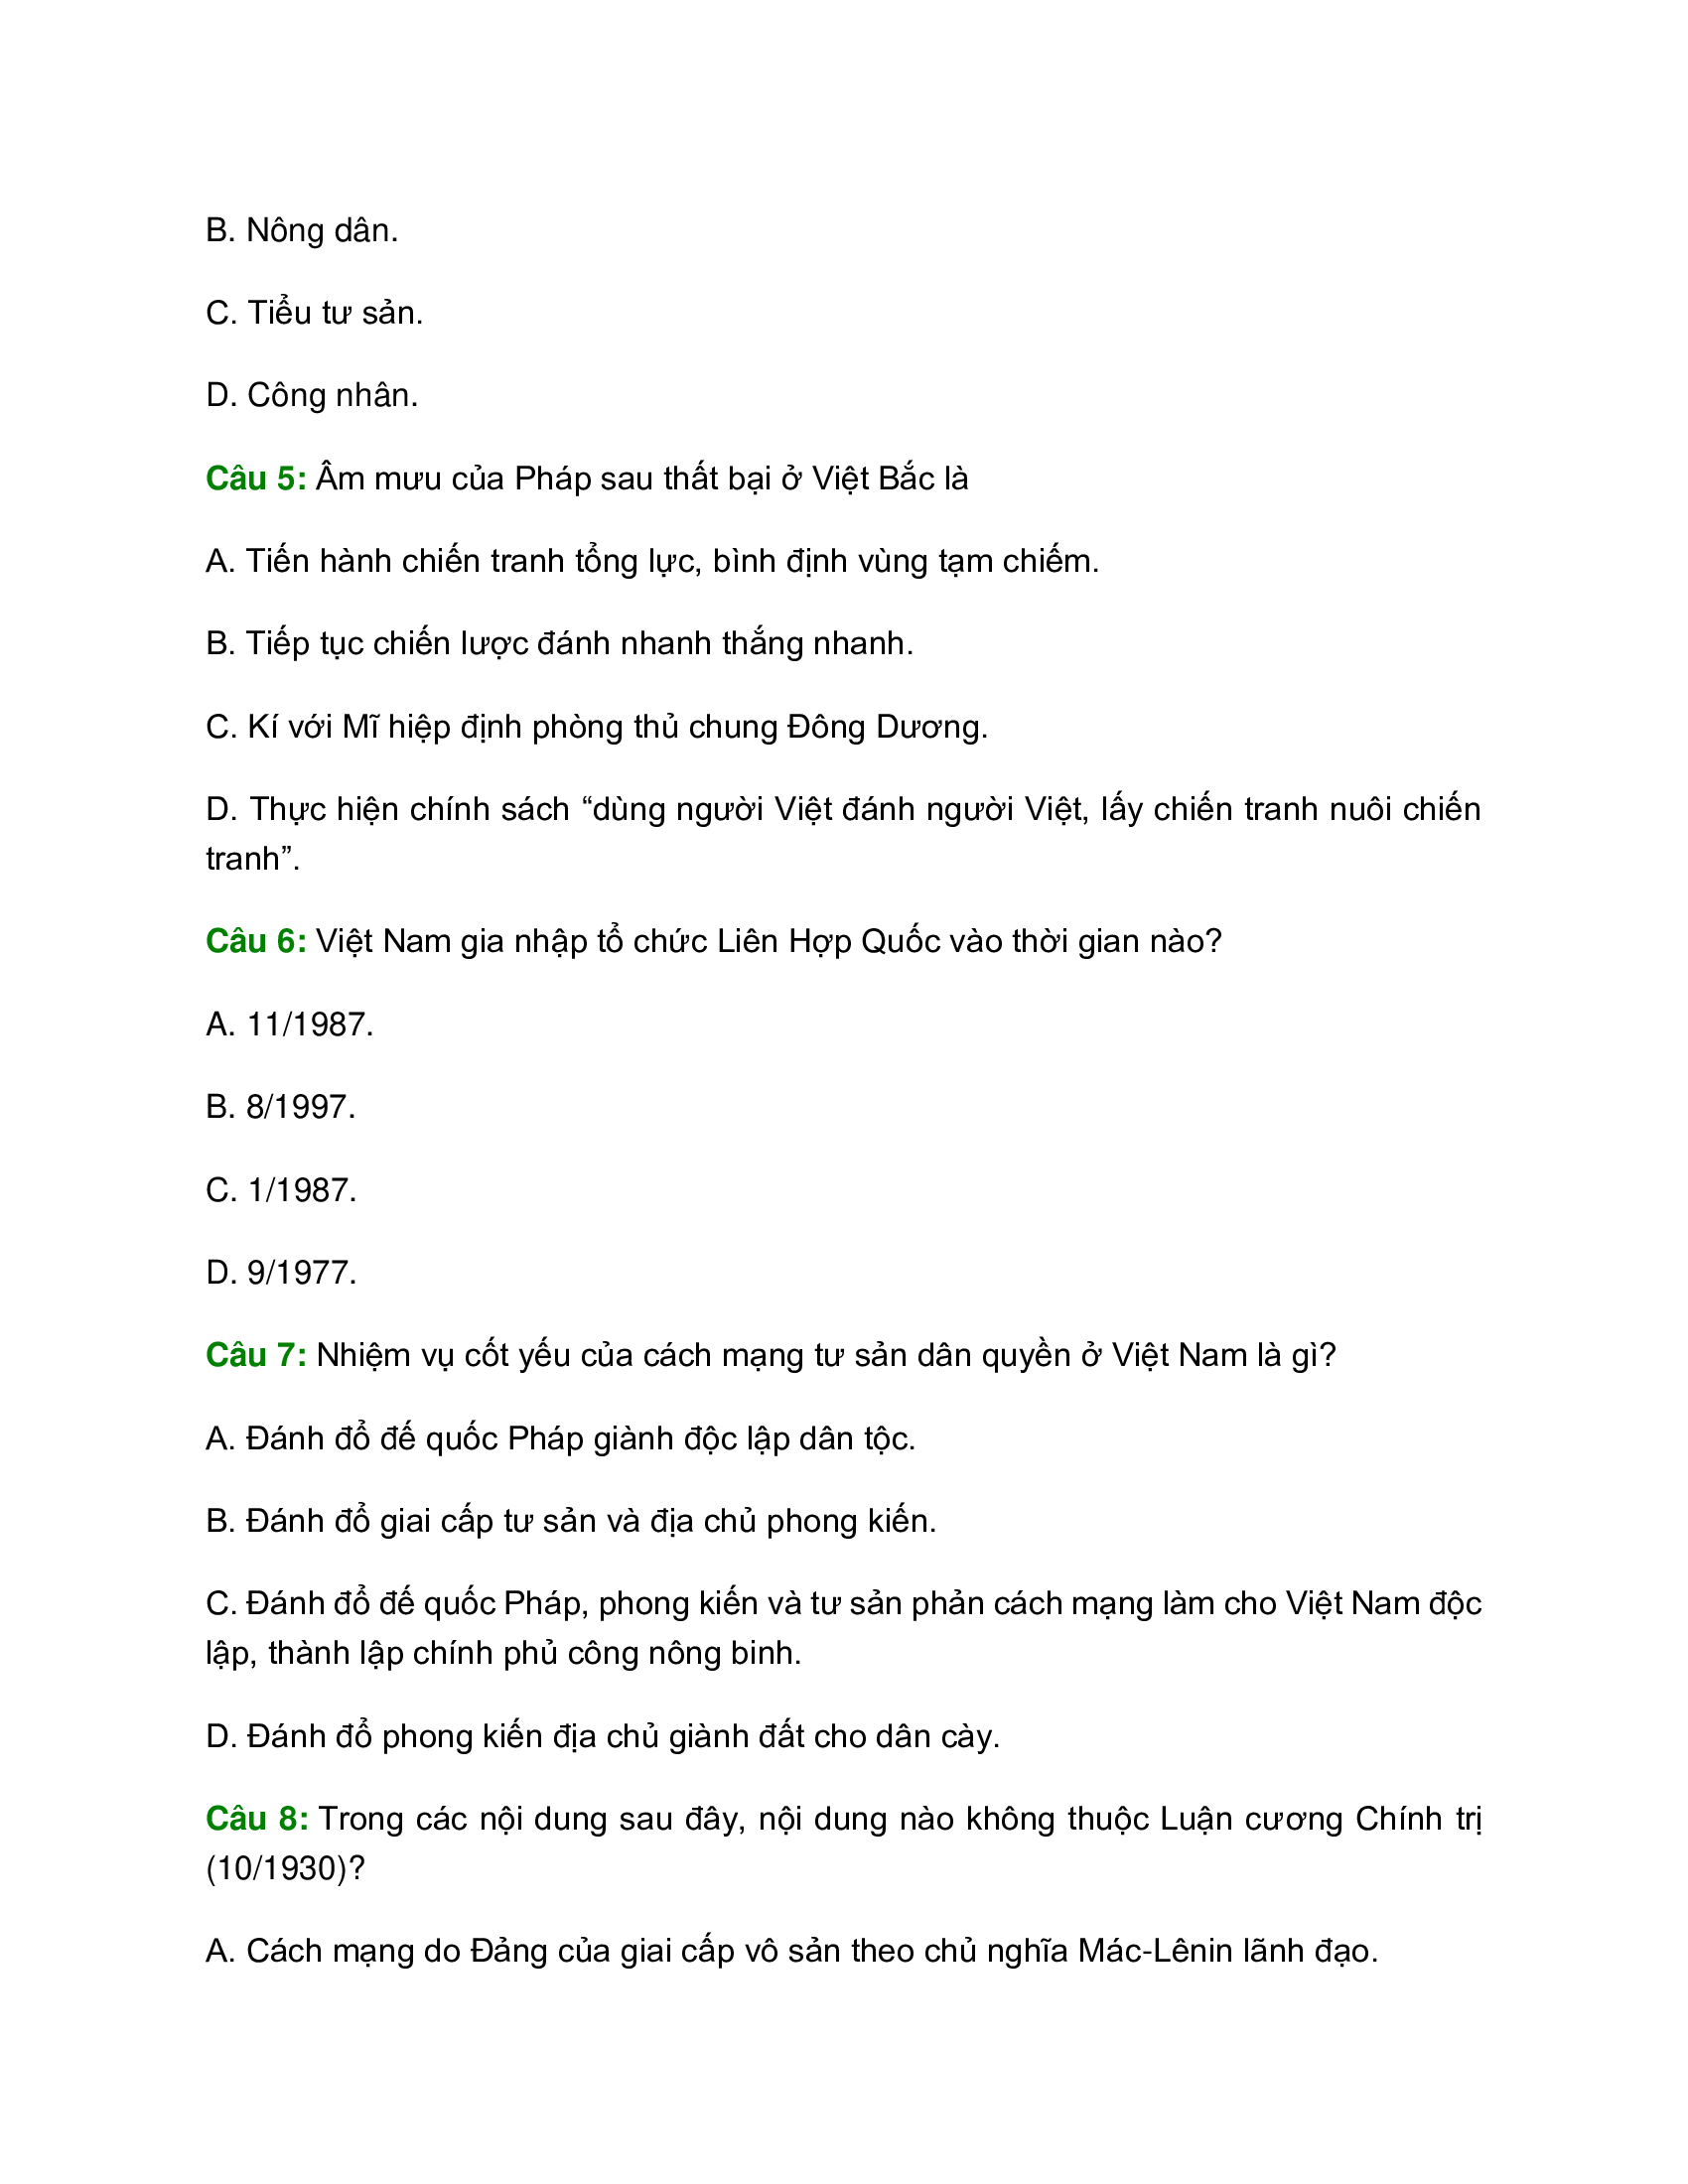 B. Nông dân.
C. Tiểu tư sản.
D. Công nhân.
Câu 5: Âm mưu của Pháp sau thất bại ở Việt Bắc là
A. Tiến hành chiến tranh tổng lực, bình định vùng tạm chiếm.
B. Tiếp tục chiến lược đánh nhanh thắng nhanh.
C. Kí với Mĩ hiệp định phòng thủ chung Đông Dương.
D. Thực hiện chính sách “dùng người Việt đánh người Việt, lấy chiến tranh nuôi chiến
tranh”.
Câu 6: Việt Nam gia nhập tổ chức Liên Hợp Quốc vào thời gian nào?
A. 11/1987.
B. 8/1997.
C. 1/1987.
D. 9/1977.
Câu 7: Nhiệm vụ cốt yếu của cách mạng tư sản dân quyền ở Việt Nam là gì?
A. Đánh đổ đế quốc Pháp giành độc lập dân tộc.
B. Đánh đổ giai cấp tư sản và địa chủ phong kiến.
C. Đánh đổ đế quốc Pháp, phong kiến và tư sản phản cách mạng làm cho Việt Nam độc
lập, thành lập chính phủ công nông binh.
D. Đánh đổ phong kiến địa chủ giành đất cho dân cày.
Câu 8: Trong các nội dung sau đây, nội dung nào không thuộc Luận cương Chính trị
(10/1930)?
A. Cách mạng do Đảng của giai cấp vô sản theo chủ nghĩa Mác-Lênin lãnh đạo.